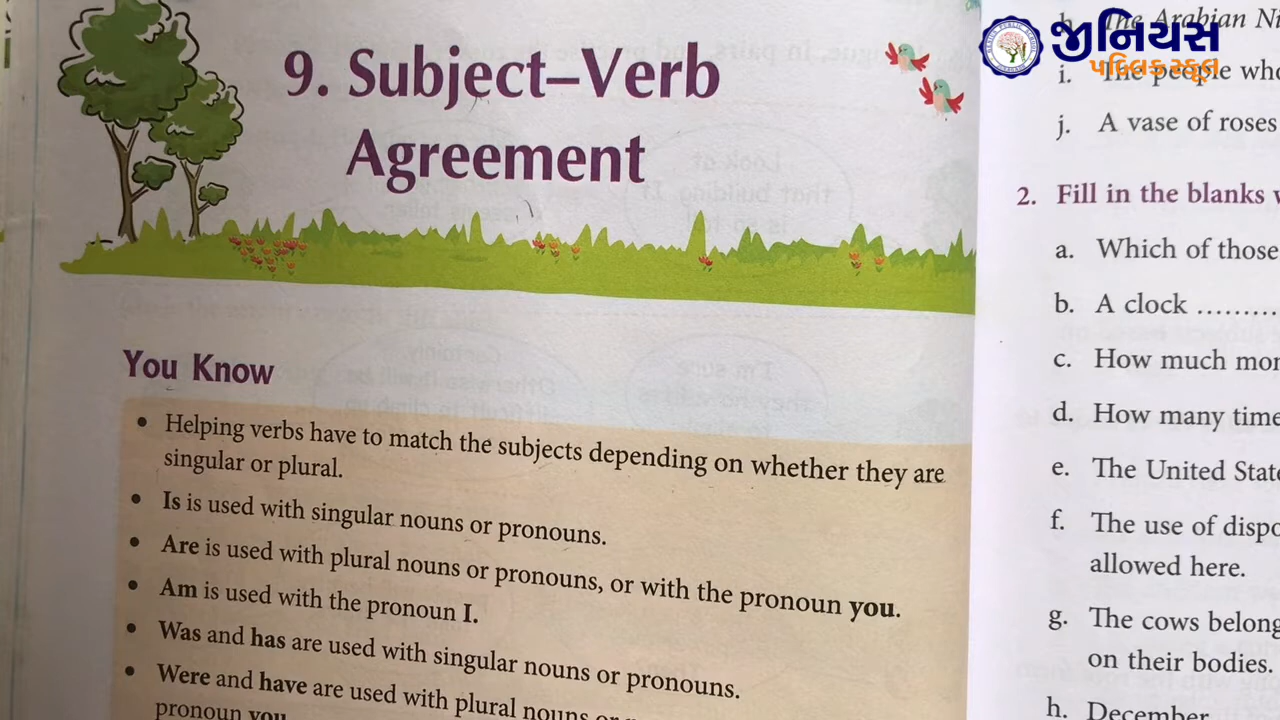 9. Subject–Verb
Agreement
You Know
• Helping verbs have to match the subjects depending on whether they are
singular or plural.
• Is is used with singular nouns or pronouns.
• Are is used with plural nouns or pronouns, or with the pronoun you.
• Am is used with the pronoun I.
• Was and has are used with singular nouns or pronouns.
• Were and have are used with plural nouns or
pronoun you
જીનિયસ
પબ્લિક સ્કૂલ
h. The Arabian
i. The people
j. A vase of roses
2. Fill in the blanks
a. Which of those
b. A clock .........
c. How much
d. How many
e. The United
f. The use of
allowed here.
g. The cows
on their bodies.
h. December